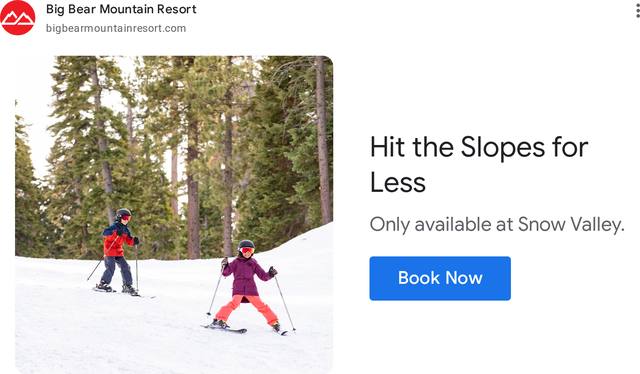 Big Bear Mountain Resort
bigbearmountainresort.com
Hit the Slopes for
Less
Only available at Snow Valley.
Book Now